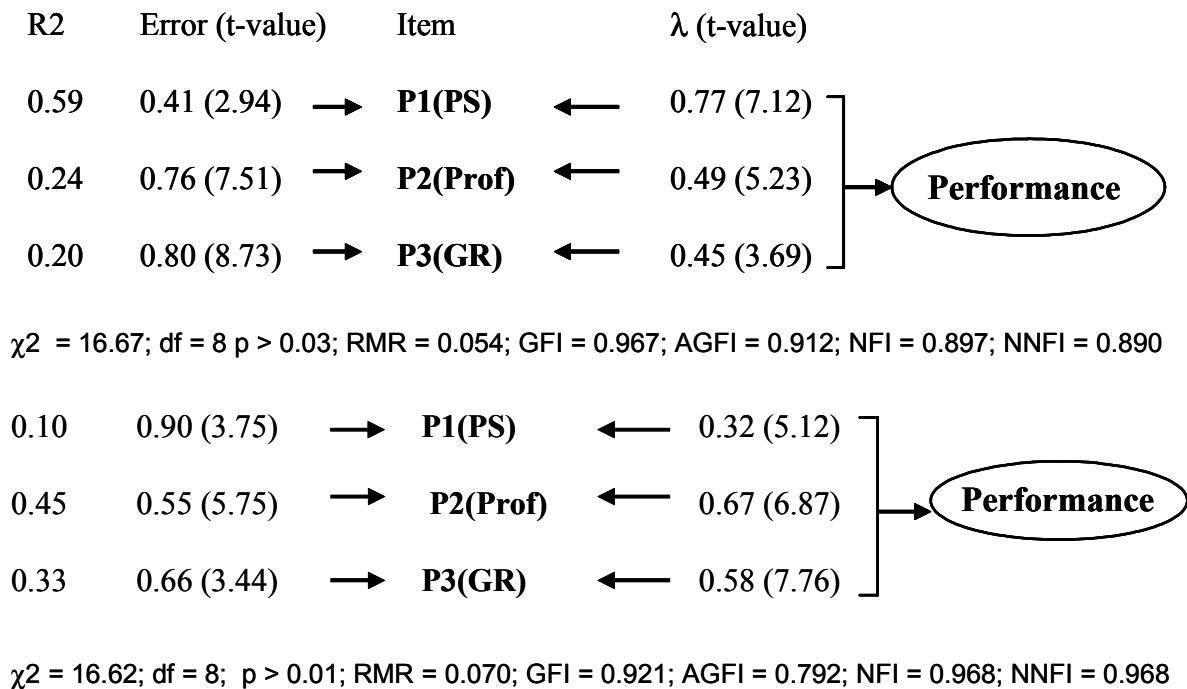 R2 Error (t-value) Item λ (t-value)
0.59 0.41 (2.94) P1(PS) 0.77 (7.12)
0.24 0.76 (7.51) P2(Prof) 0.49 (5.23)
Performance
0.20 0.80 (8.73) P3(GR) 0.45 (3.69)
χ2 = 16.67; df = 8 p > 0.03; RMR = 0.054; GFI = 0.967; AGFI = 0.912; NFI = 0.897; NNFI = 0.890
0.10 0.90 (3.75) P1(PS) 0.32 (5.12)
0.45 0.55 (5.75) P2(Prof) 0.67 (6.87)
Performance
0.33 0.66 (3.44) P3(GR) 0.58 (7.76)
χ2 = 16.62; df = 8; p > 0.01; RMR = 0.070; GFI = 0.921; AGFI = 0.792; NFI = 0.968; NNFI = 0.968